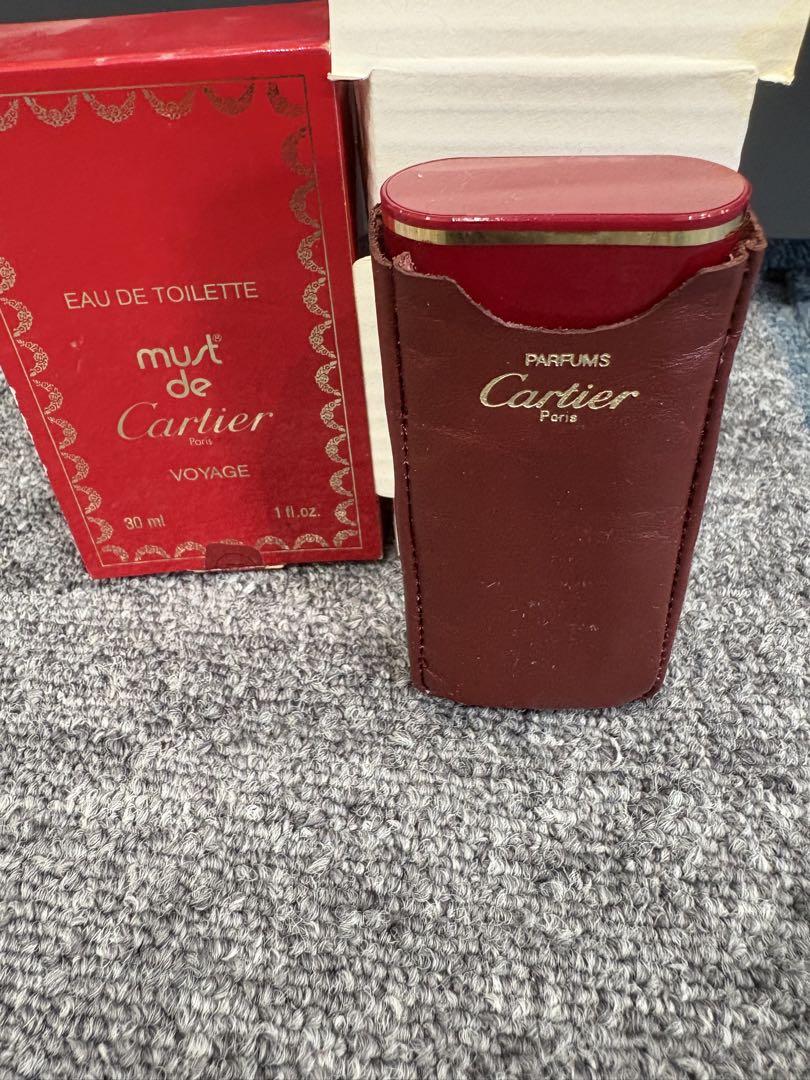 EAU DE TOILETTE
must®
de
Cartier
Paris
VOYAGE
30 ml 1 fl.oz.
PARFUMS
Cartier
Paris